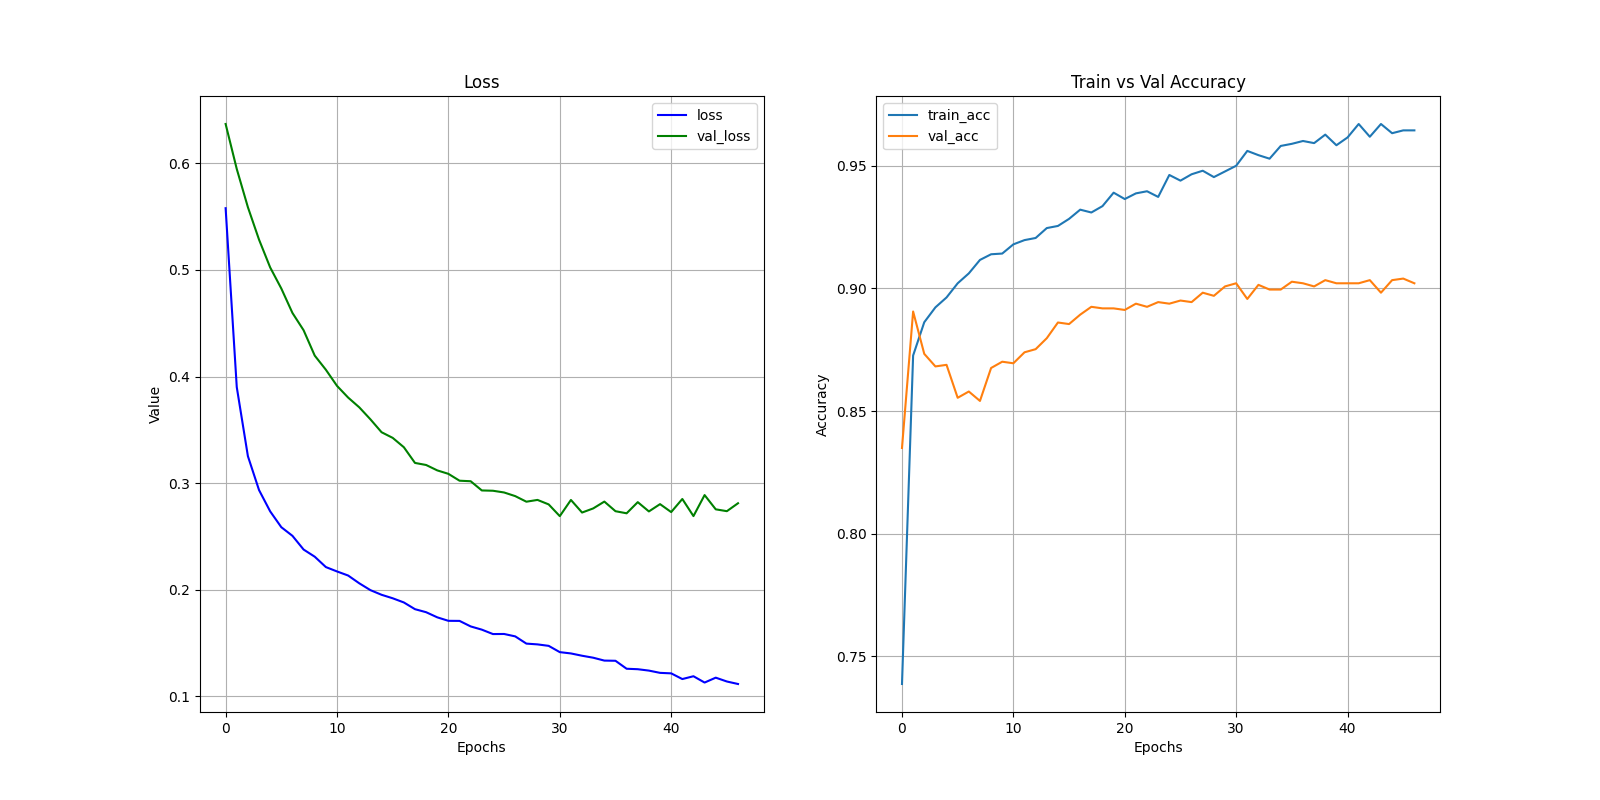 Loss
loss
val_loss
0.6
0.5
0.4
0.3
0.2
0.1
Value
0 10 20 30 40
Epochs
Train vs Val Accuracy
train_acc
val_acc
0.95
0.90
0.85
0.80
0.75
Accuracy
0 10 20 30 40
Epochs